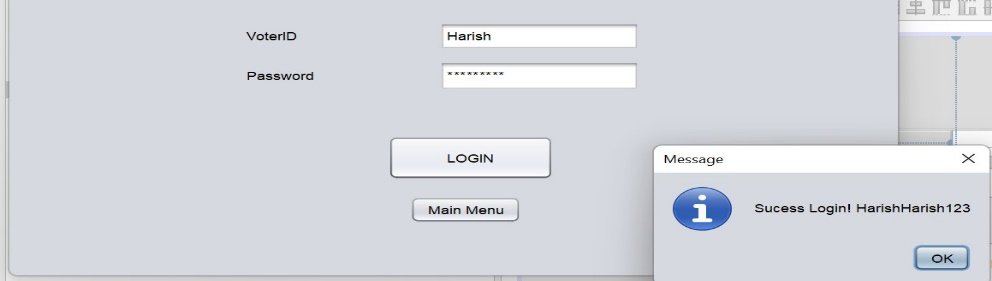 VoterID
Harish
Password
*********
LOGIN
Main Menu
Message
Sucess Login! HarishHarish123
OK